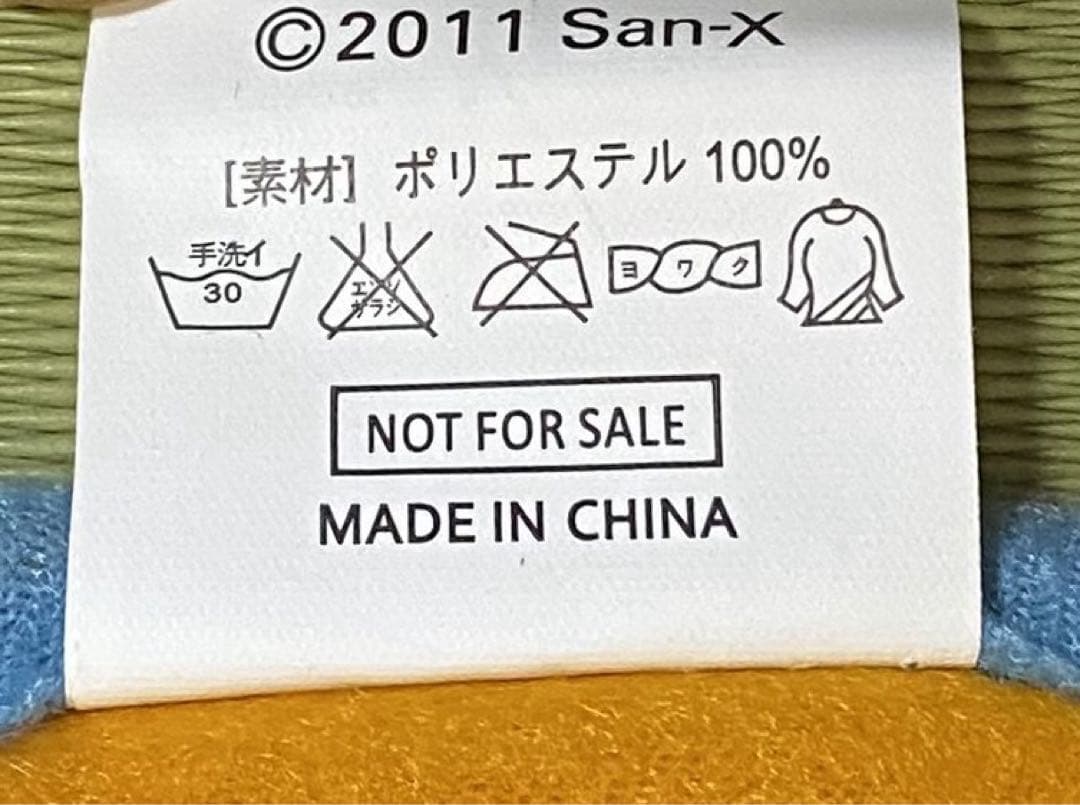 ©2011 San-X
[素材] ポリエステル 100%
手洗イ
30
エンソ
サラシ
ヨワク
NOT FOR SALE
MADE IN CHINA